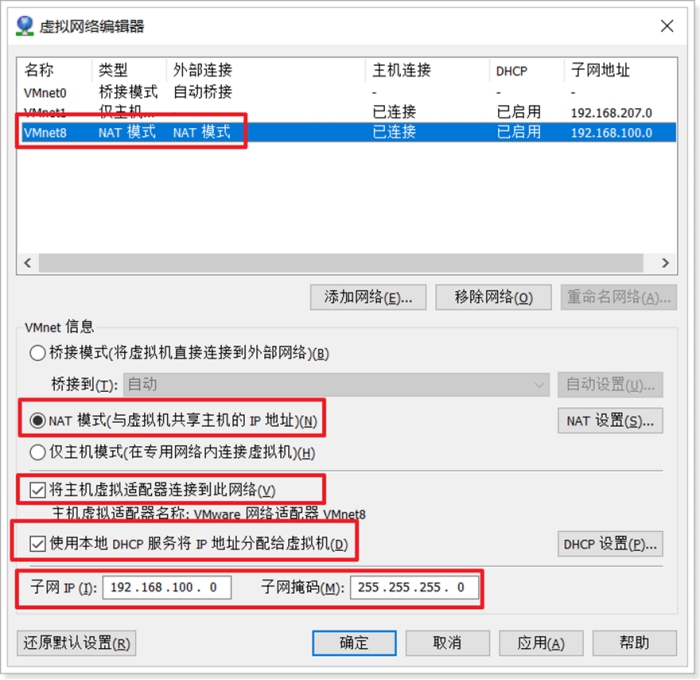 虚拟网络编辑器
名称 类型 外部连接 主机连接 DHCP 子网地址
VMnet0 桥接模式 自动桥接 - - -
VMnet1 仅主机... - 已连接 已启用 192.168.207.0
VMnet8 NAT 模式 NAT 模式 已连接 已启用 192.168.100.0
添加网络(E)... 移除网络(O) 重命名网络(A)...
VMnet 信息
桥接模式(将虚拟机直接连接到外部网络)(B)
桥接到(T): 自动 自动设置(U)...
NAT 模式(与虚拟机共享主机的 IP 地址)(N) NAT 设置(S)...
仅主机模式(在专用网络内连接虚拟机)(H)
将主机虚拟适配器连接到此网络(V)
主机虚拟适配器名称: VMware 网络适配器 VMnet8
使用本地 DHCP 服务将 IP 地址分配给虚拟机(D) DHCP 设置(P)...
子网 IP (I): 192.168.100. 0 子网掩码(M): 255.255.255. 0
还原默认设置(R) 确定 取消 应用(A) 帮助